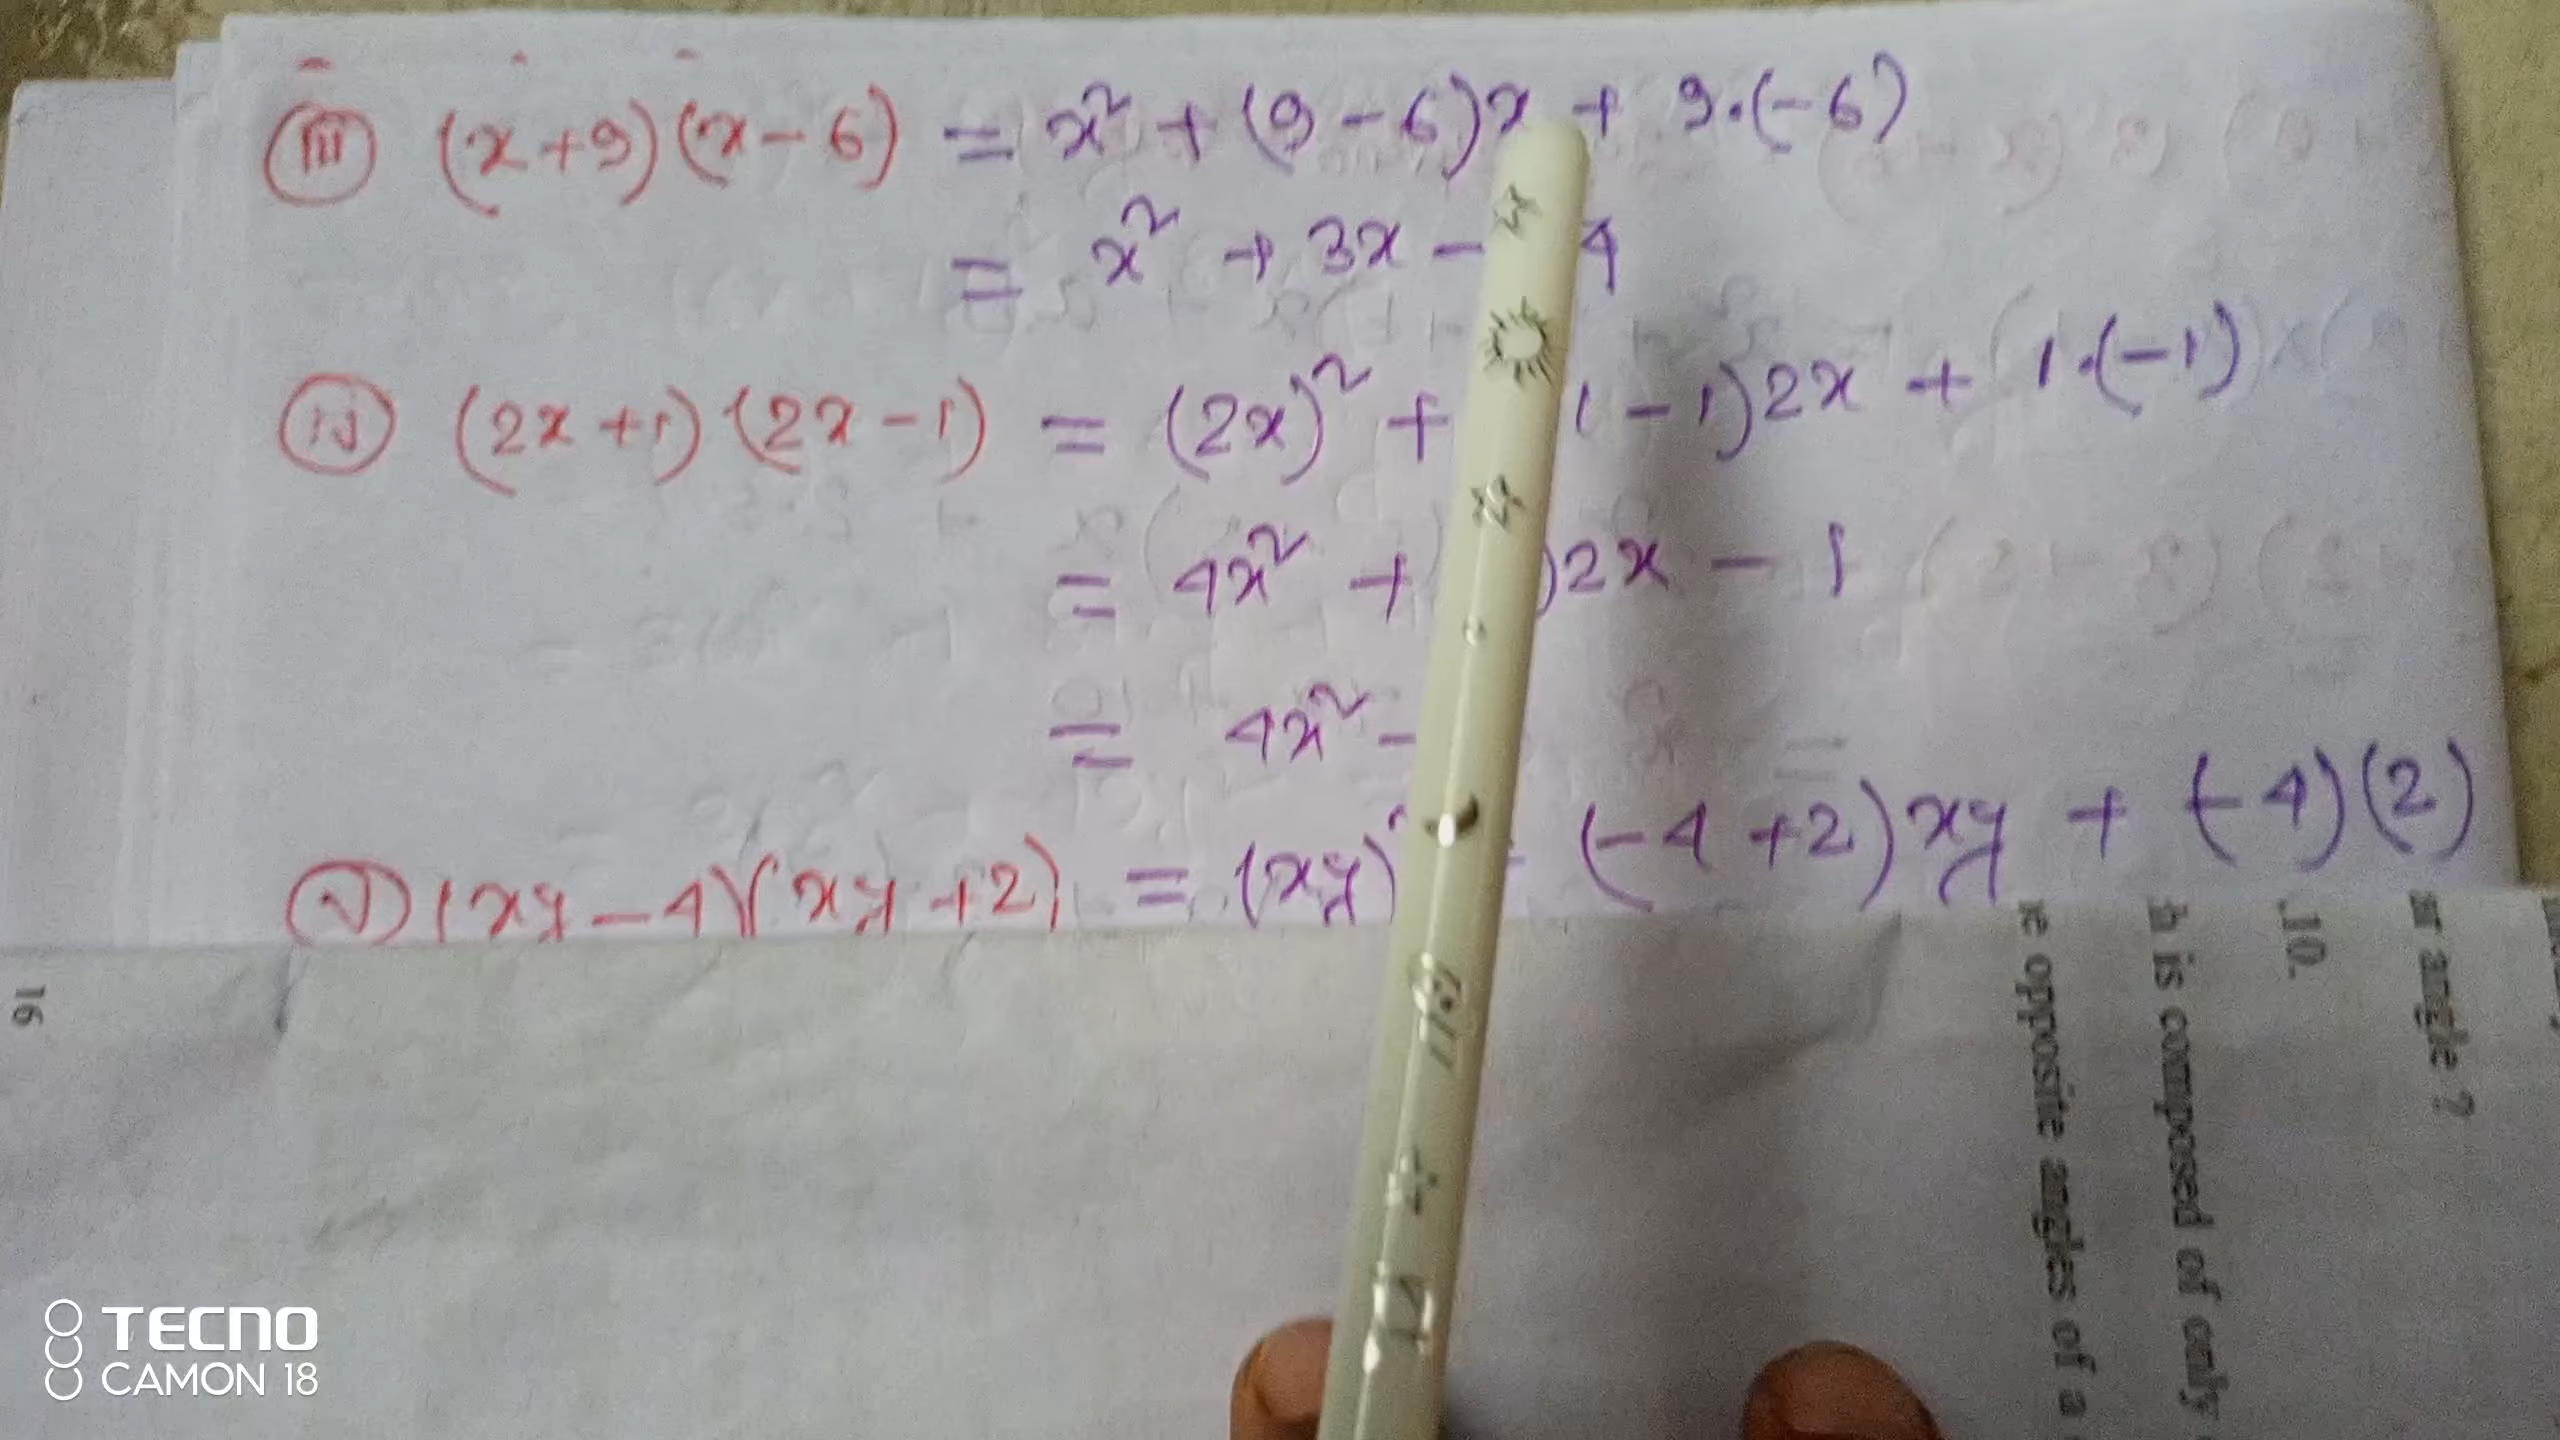 (iii) (x+9)(x-6) = x² + (9-6)x + 9·(-6)
= x² + 3x - 4
(iv) (2x+1)(2x-1) = (2x)² + 1-1)2x + 1·(-1)
= 4x² + )2x - 1
= 4x² -
(v) (xy-4)(xy+2) = (xy) (-4+2)xy + (-4)(2)
16
10.
angle ?
is composed of only
opposite angles of a
TECNO
CAMON 18